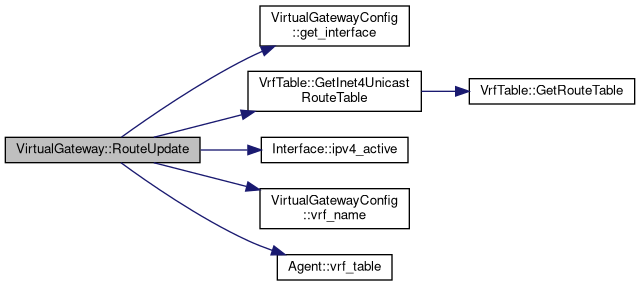 VirtualGatewayConfig
::get_interface
VrfTable::GetInet4Unicast
RouteTable
VrfTable::GetRouteTable
VirtualGateway::RouteUpdate
Interface::ipv4_active
VirtualGatewayConfig
::vrf_name
Agent::vrf_table